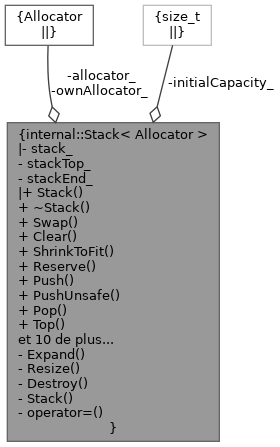 {Allocator
||}
{size_t
||}
-allocator_
-ownAllocator_
-initialCapacity_
{internal::Stack< Allocator >
|- stack_
- stackTop_
- stackEnd_
|+ Stack()
+ ~Stack()
+ Swap()
+ Clear()
+ ShrinkToFit()
+ Reserve()
+ Push()
+ PushUnsafe()
+ Pop()
+ Top()
et 10 de plus...
- Expand()
- Resize()
- Destroy()
- Stack()
- operator=()
}